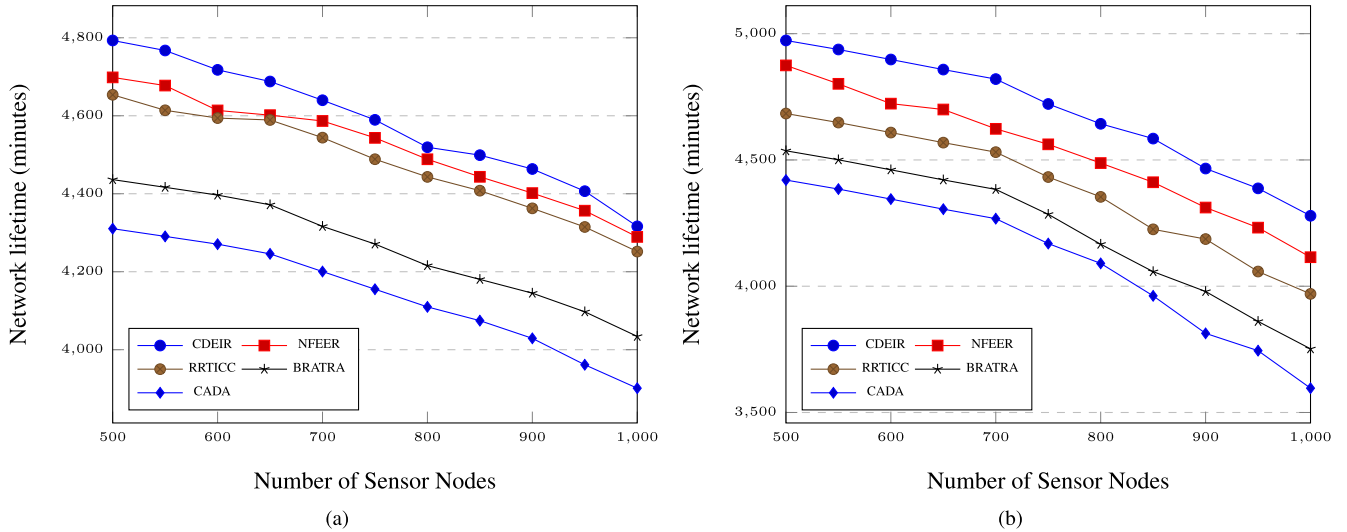 4,800
4,600
4,400
4,200
4,000
Network lifetime (minutes)
CDEIR NFEER
RRTICC BRATRA
CADA
500 600 700 800 900 1,000
Number of Sensor Nodes
(a)
5,000
4,500
4,000
3,500
Network lifetime (minutes)
CDEIR NFEER
RRTICC BRATRA
CADA
500 600 700 800 900 1,000
Number of Sensor Nodes
(b)